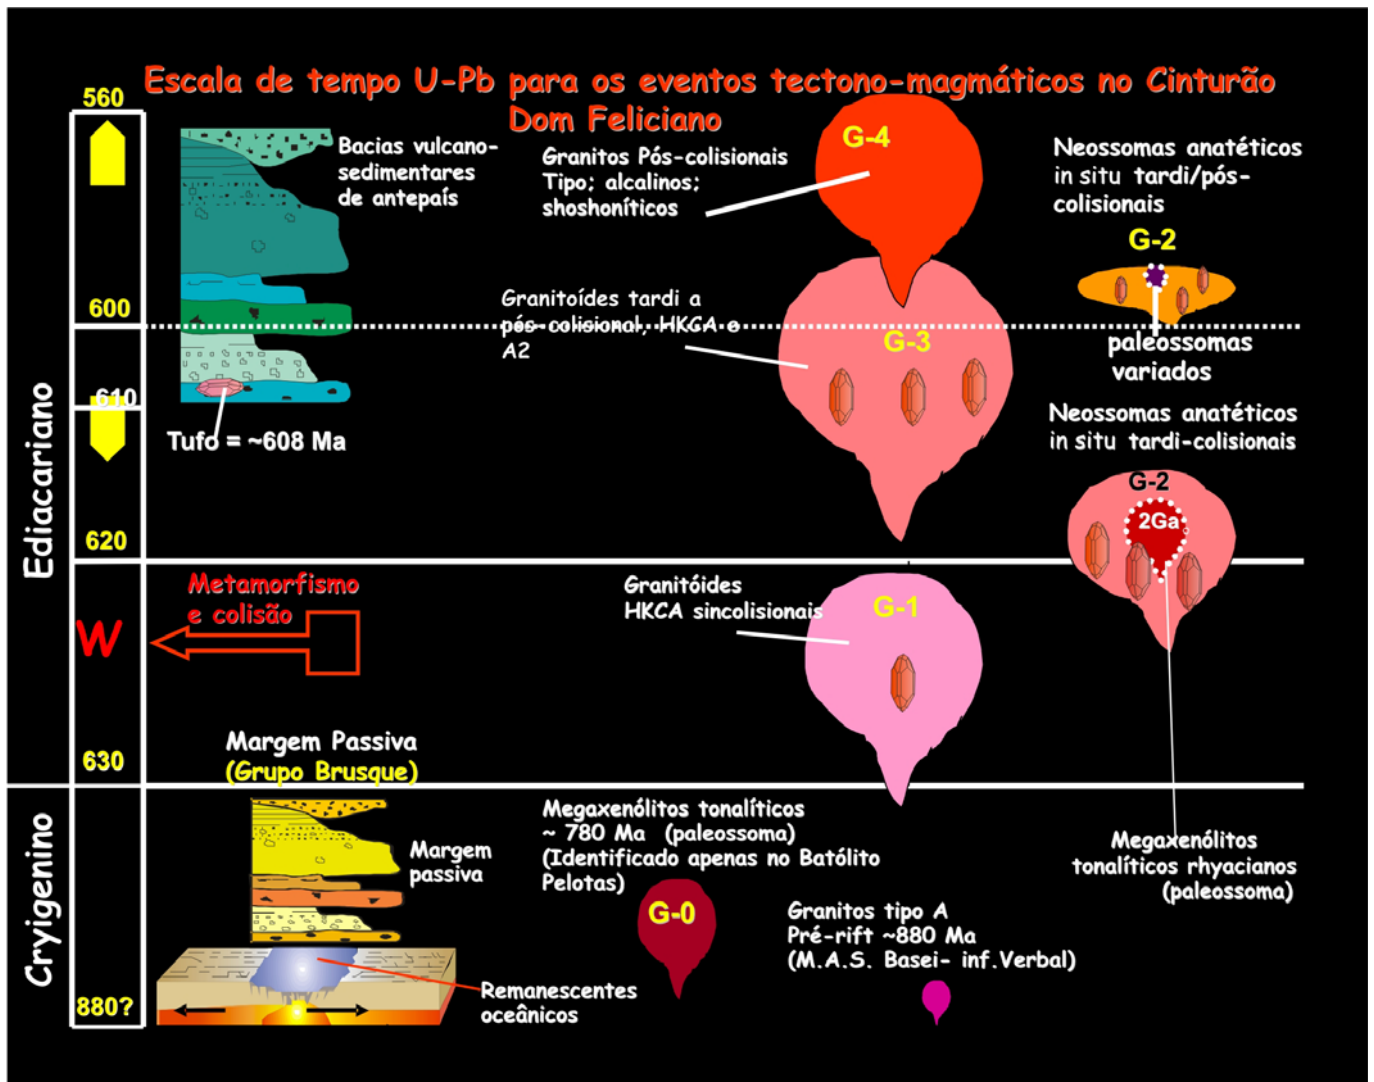 Escala de tempo U-Pb para os eventos tectono-magmáticos no Cinturão
Dom Feliciano
560
600
610
620
W
630
880?
Ediacariano
Cryigenino
Bacias vulcano-
sedimentares
de antepaís
Tufo = ~608 Ma
Granitos Pós-colisionais
Tipo; alcalinos;
shoshoníticos
G-4
Granitoídes tardi a
pós-colisional, HKCA e
A2
G-3
Neossomas anatéticos
in situ tardi/pós-
colisionais
G-2
paleossomas
variados
Neossomas anatéticos
in situ tardi-colisionais
G-2
2Ga
Metamorfismo
e colisão
Granitóides
HKCA sincolisionais
G-1
Margem Passiva
(Grupo Brusque)
Margem
passiva
Remanescentes
oceânicos
Megaxenólitos tonalíticos
~ 780 Ma (paleossoma)
(Identificado apenas no Batólito
Pelotas)
G-0
Granitos tipo A
Pré-rift ~880 Ma
(M.A.S. Basei- inf.Verbal)
Megaxenólitos
tonalíticos rhyacianos
(paleossoma)